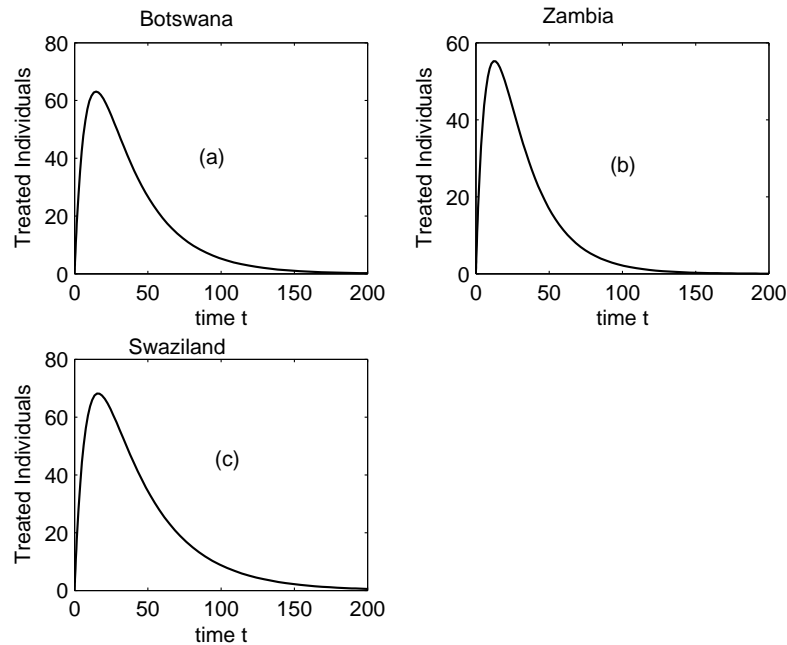 Botswana
80
60
40
20
0
Treated Individuals
(a)
0 50 100 150 200
time t
Zambia
60
40
20
0
Treated Individuals
(b)
0 50 100 150 200
time t
Swaziland
80
60
40
20
0
Treated Individuals
(c)
0 50 100 150 200
time t